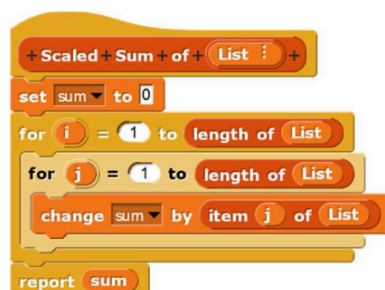 + Scaled + Sum + of + List ⋮ +
set sum to 0
for i = 1 to length of List
for j = 1 to length of List
change sum by item j of List
report sum